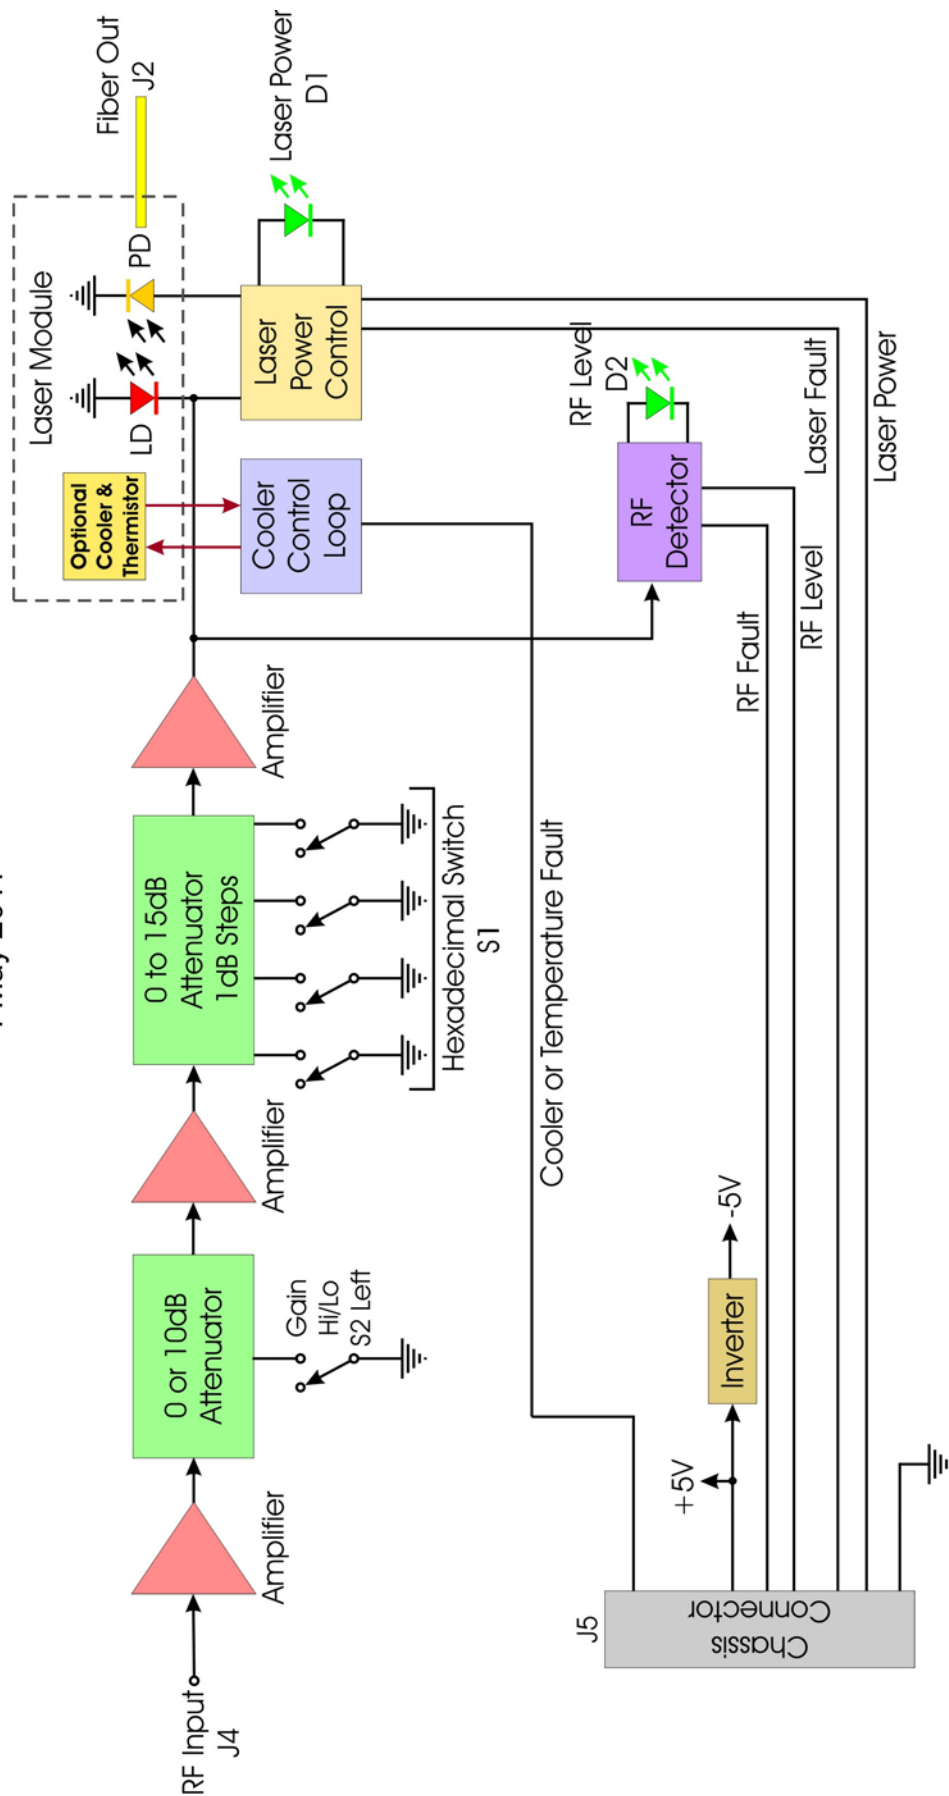 Fiber Out
J2
Laser Module
PD
LD
Optional
Cooler &
Thermistor
Laser Power
D1
Laser
Power
Control
Cooler
Control
Loop
RF Input
J4
Amplifier
0 or 10dB
Attenuator
Gain
Hi/Lo
S2 Left
Amplifier
0 to 15dB
Attenuator
1dB Steps
Hexadecimal Switch
S1
Amplifier
RF Level
D2
RF
Detector
Cooler or Temperature Fault
RF Fault
RF Level
Laser Fault
Laser Power
+5V
Inverter
-5V
J5
Chassis
Connector